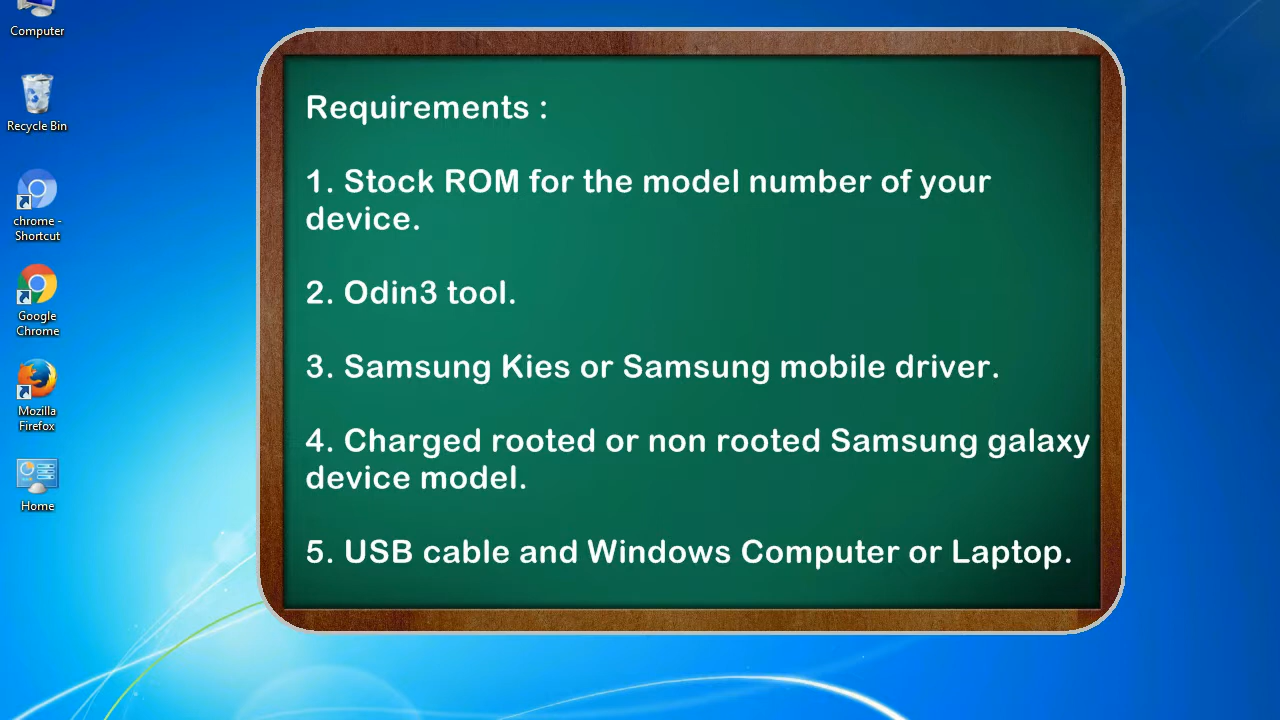 Computer
Recycle Bin
chrome -
Shortcut
Google
Chrome
Mozilla
Firefox
Home
Requirements :
1. Stock ROM for the model number of your
device.
2. Odin3 tool.
3. Samsung Kies or Samsung mobile driver.
4. Charged rooted or non rooted Samsung galaxy
device model.
5. USB cable and Windows Computer or Laptop.